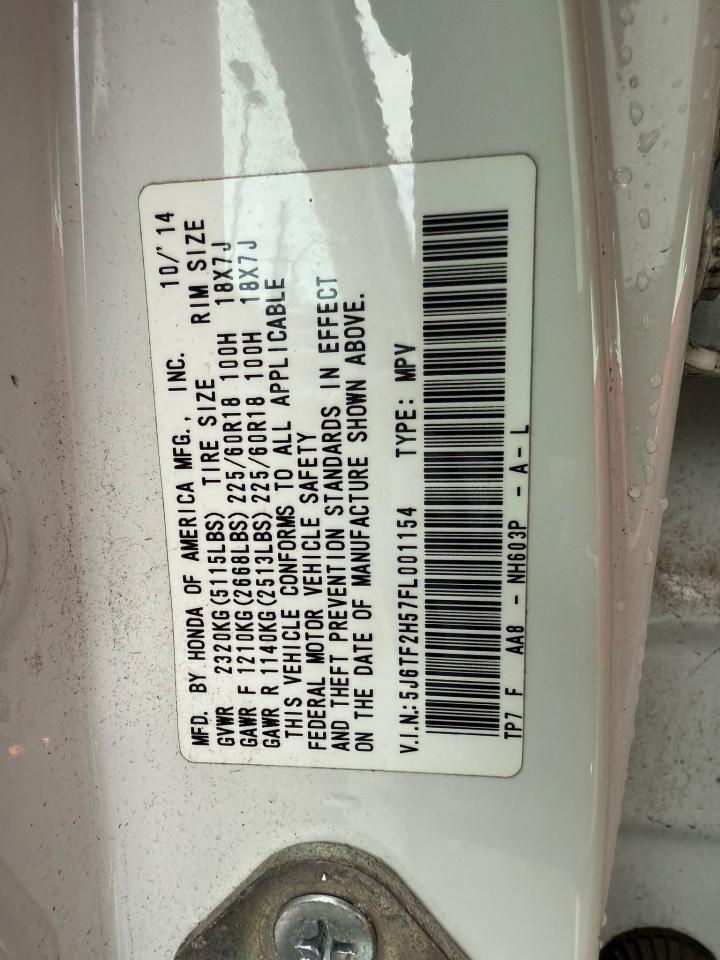 MFD. BY HONDA OF AMERICA MFG., INC. 10/'14
GVWR 2320KG(5115LBS) TIRE SIZE RIM SIZE
GAWR F 1210KG(2668LBS) 225/60R18 100H 18X7J
GAWR R 1140KG(2513LBS) 225/60R18 100H 18X7J
THIS VEHICLE CONFORMS TO ALL APPLICABLE
FEDERAL MOTOR VEHICLE SAFETY
AND THEFT PREVENTION STANDARDS IN EFFECT
ON THE DATE OF MANUFACTURE SHOWN ABOVE.
V.I.N.: 5J6TF2H57FL001154 TYPE: MPV
TP7 F AA8 - NH603P - A - L